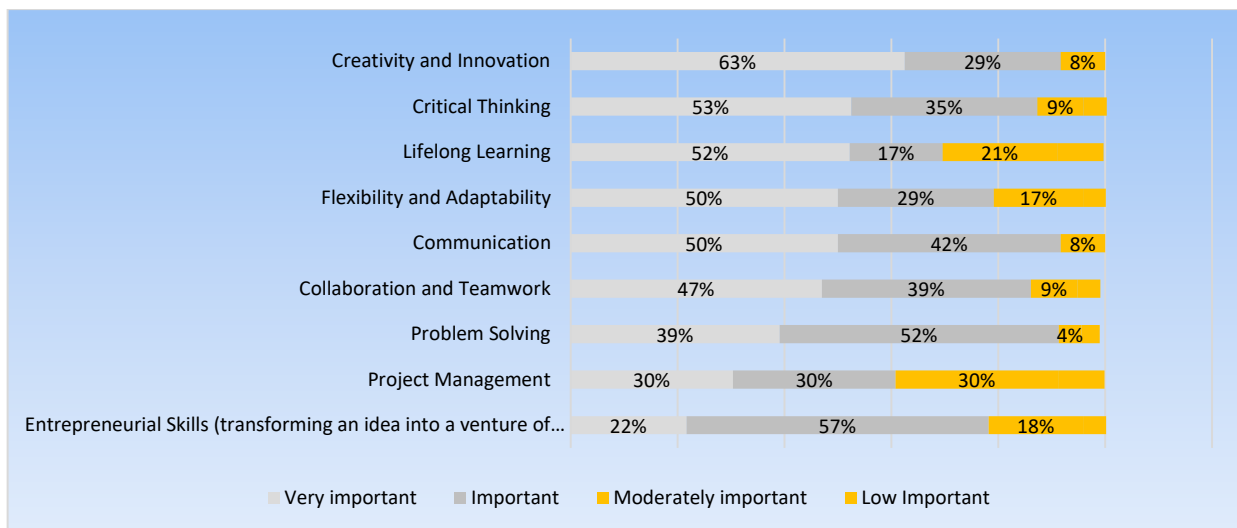 Creativity and Innovation 63% 29% 8%
Critical Thinking 53% 35% 9%
Lifelong Learning 52% 17% 21%
Flexibility and Adaptability 50% 29% 17%
Communication 50% 42% 8%
Collaboration and Teamwork 47% 39% 9%
Problem Solving 39% 52% 4%
Project Management 30% 30% 30%
Entrepreneurial Skills (transforming an idea into a venture of... 22% 57% 18%
Very important Important Moderately important Low Important